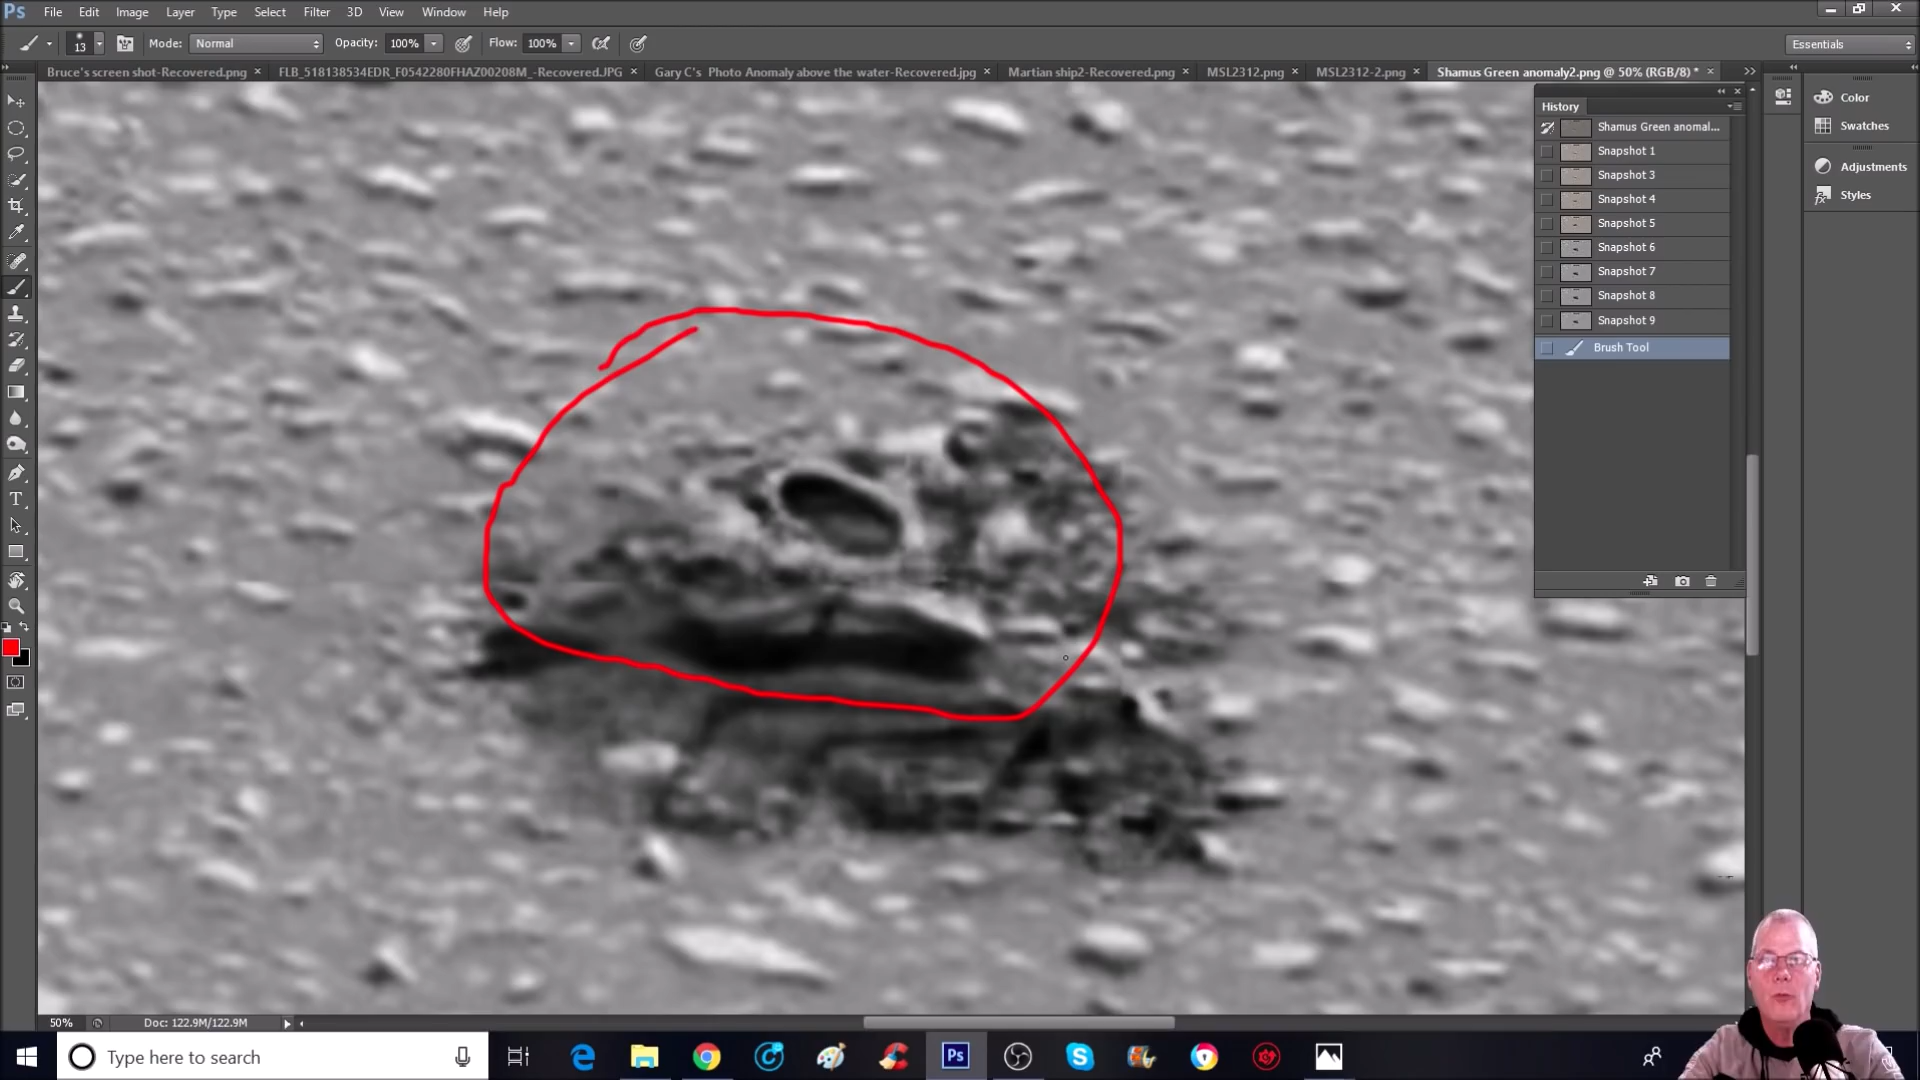 Ps File Edit Image Layer Type Select Filter 3D View Window Help
13 Mode: Normal Opacity: 100% Flow: 100% Essentials
Bruce's screen shot-Recovered.png × FLB_518138534EDR_F0542280FHAZ00208M_-Recovered.JPG × Gary C's Photo Anomaly above the water-Recovered.jpg × Martian ship2-Recovered.png × MSL2312.png × MSL2312-2.png × Shamus Green anomaly2.png @ 50% (RGB/8) * ×
History
Shamus Green anomal...
Snapshot 1
Snapshot 3
Snapshot 4
Snapshot 5
Snapshot 6
Snapshot 7
Snapshot 8
Snapshot 9
Brush Tool
Color
Swatches
Adjustments
Styles
50% Doc: 122.9M/122.9M
Type here to search
Ps